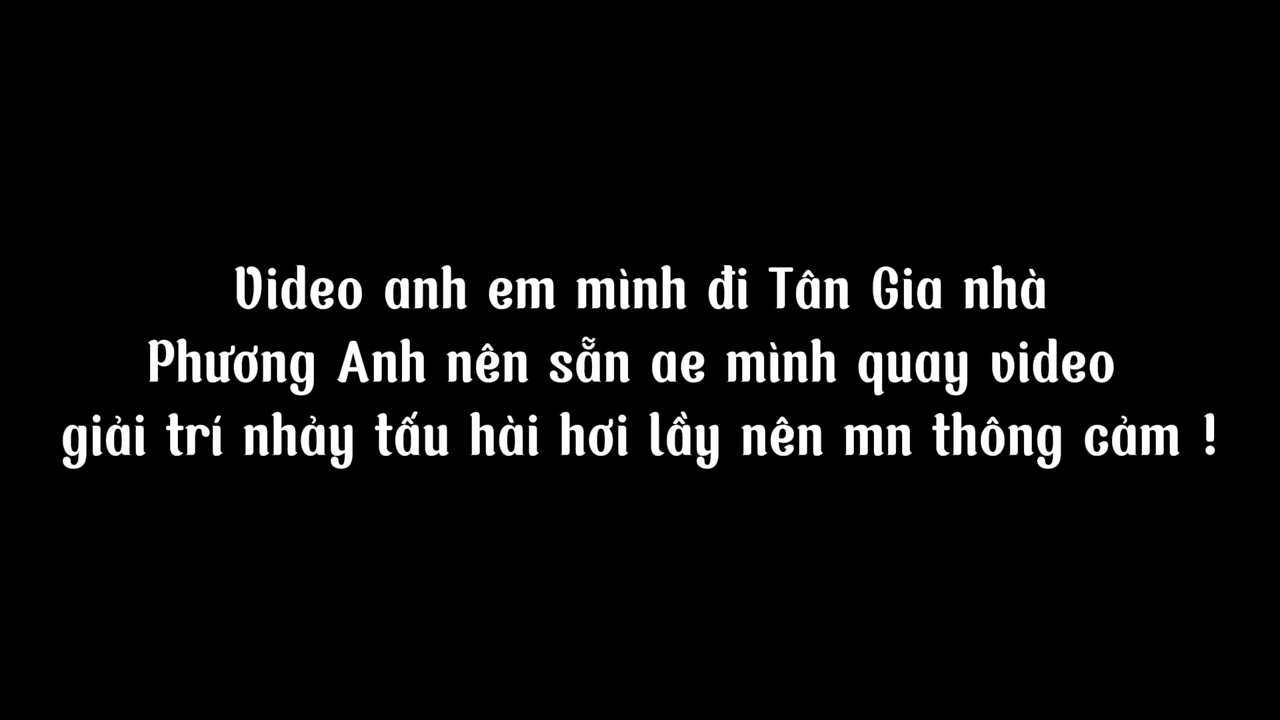 Video anh em mình đi Tân Gia nhà
Phương Anh nên sẵn ae mình quay video
giải trí nhảy tấu hài hơi lầy nên mn thông cảm !